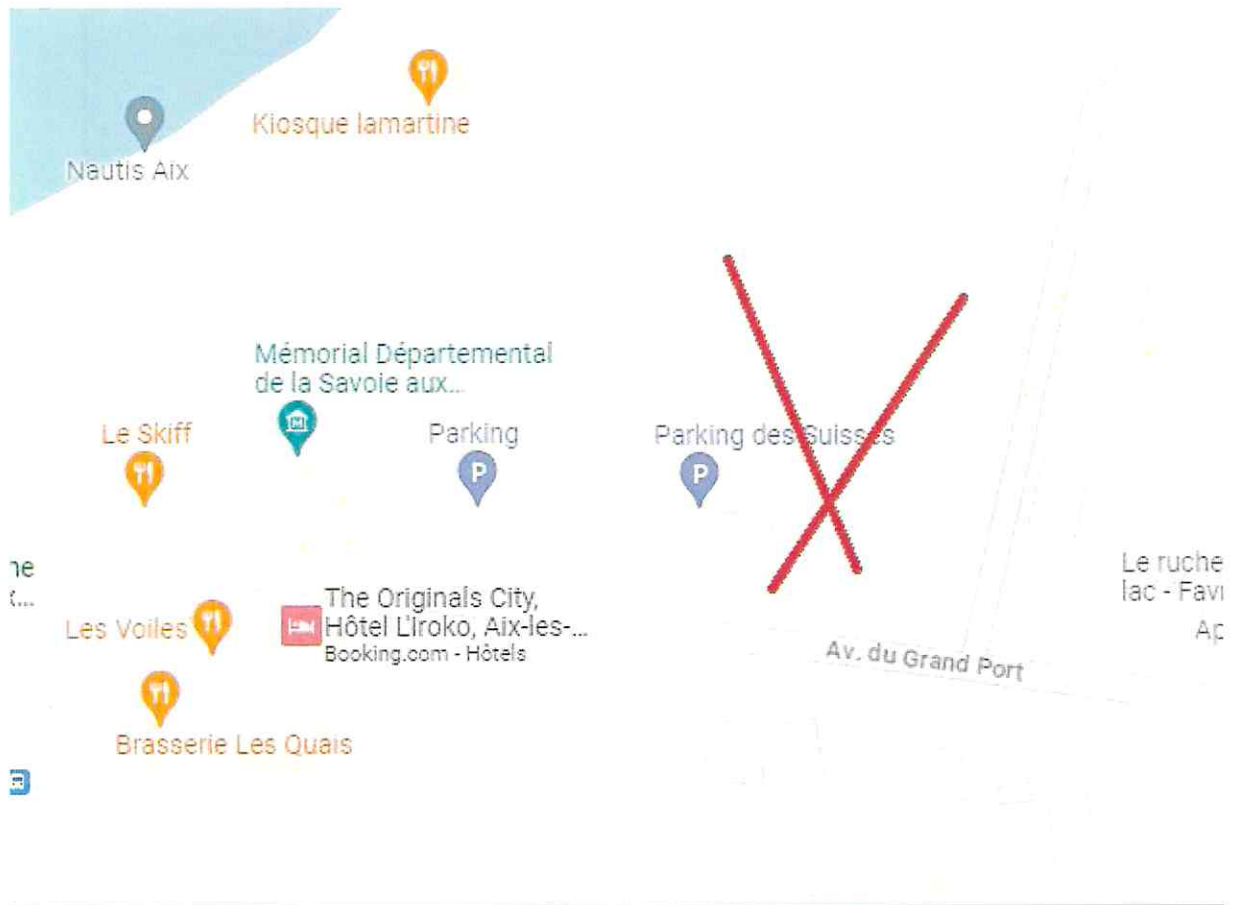 Kiosque lamartine
Nautis Aix
Mémorial Départemental
de la Savoie aux...
Le Skiff
Parking
Parking des Suisses
The Originals City,
Hôtel L'iroko, Aix-les-...
Booking.com - Hôtels
Les Voiles
Le ruche
lac - Favi
Ap
Av. du Grand Port
Brasserie Les Quais